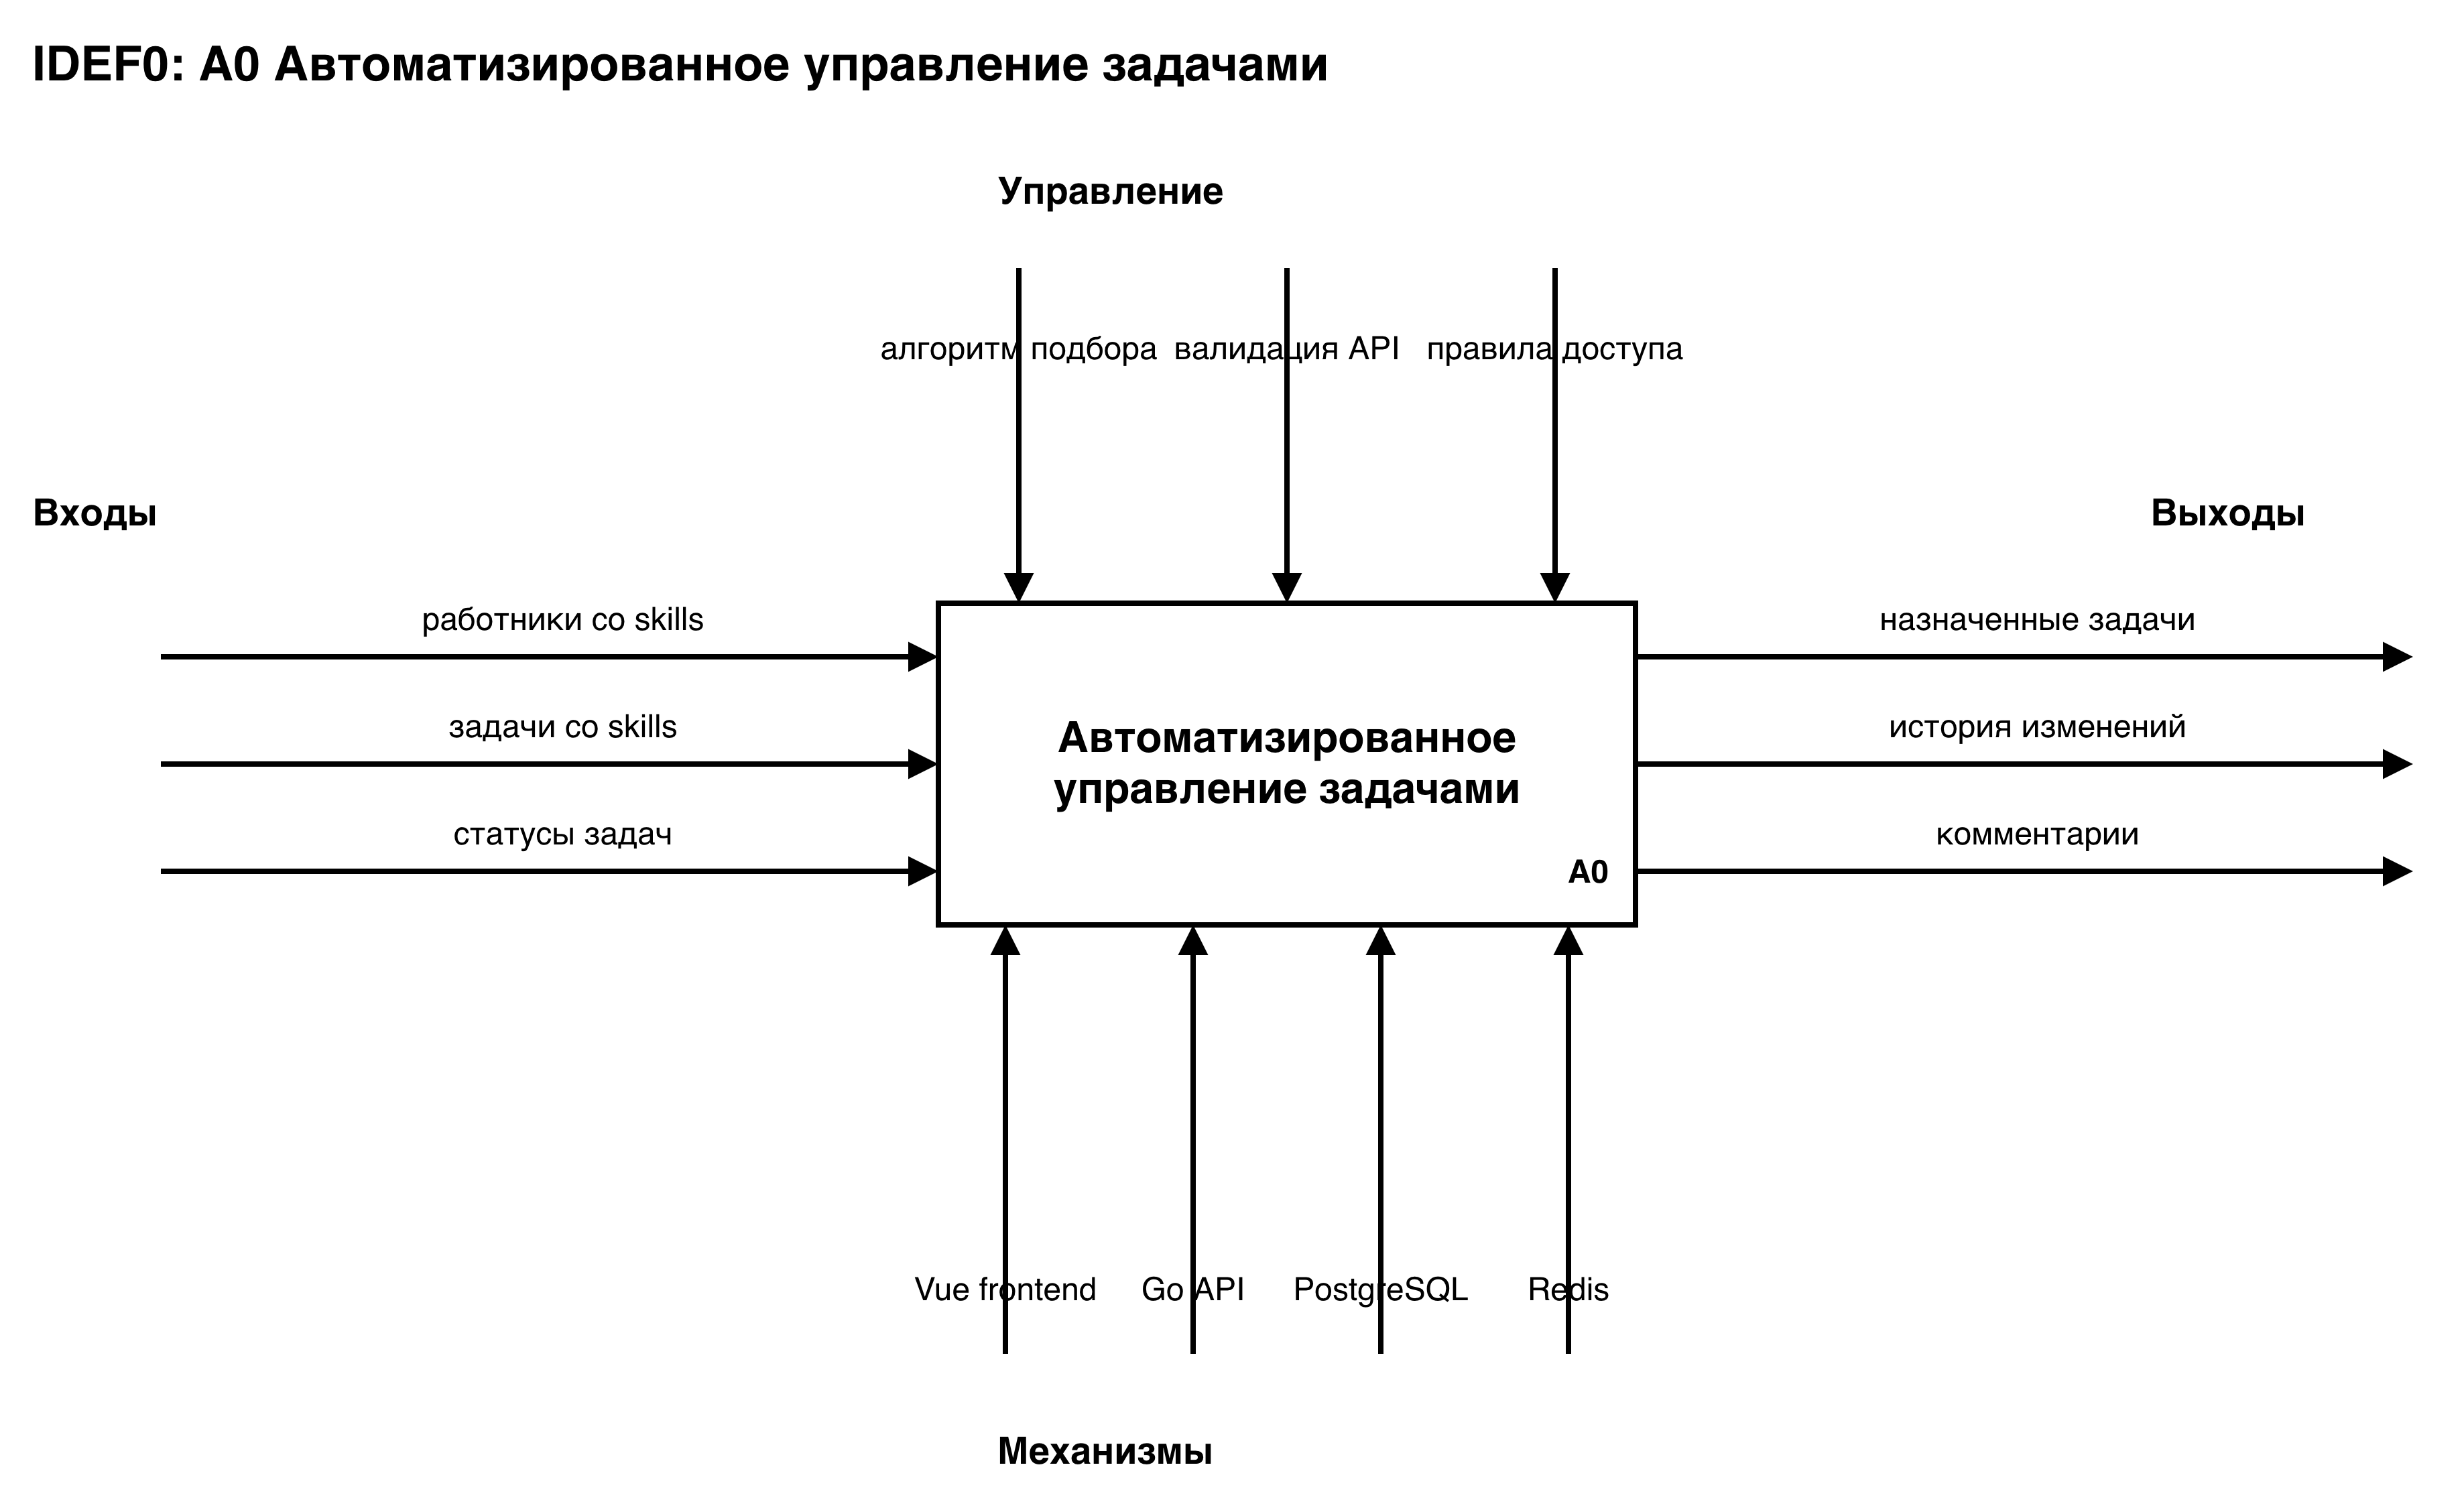 IDEF0: A0 Автоматизированное управление задачами
Управление
алгоритм подбора
валидация API
правила доступа
Входы
Выходы
работники со skills
назначенные задачи
задачи со skills
история изменений
статусы задач
комментарии
Автоматизированное
управление задачами
A0
Vue frontend
Go API
PostgreSQL
Redis
Механизмы